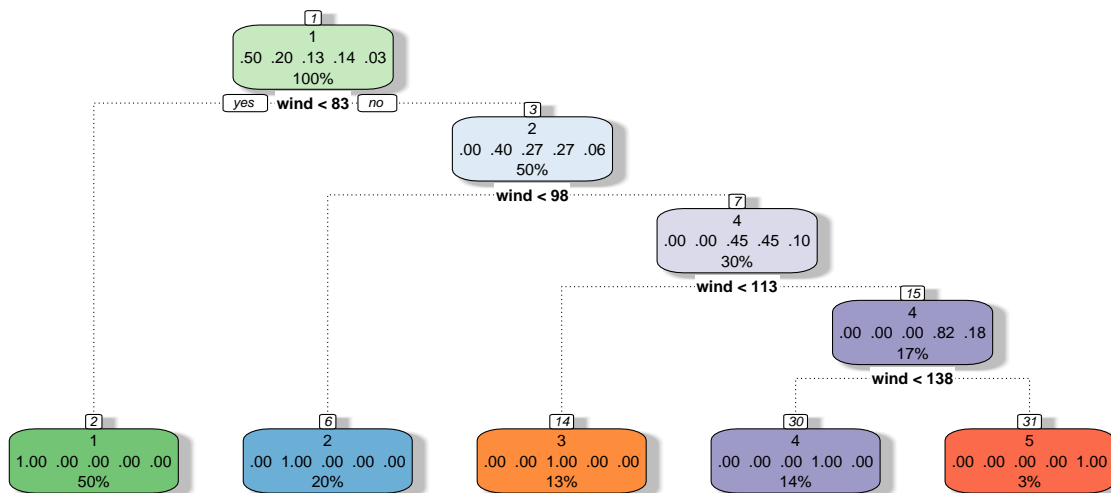 1
1
.50 .20 .13 .14 .03
100%
yes wind < 83 no
3
2
.00 .40 .27 .27 .06
50%
wind < 98
7
4
.00 .00 .45 .45 .10
30%
wind < 113
15
4
.00 .00 .00 .82 .18
17%
wind < 138
2
1
1.00 .00 .00 .00 .00
50%
6
2
.00 1.00 .00 .00 .00
20%
14
3
.00 .00 1.00 .00 .00
13%
30
4
.00 .00 .00 1.00 .00
14%
31
5
.00 .00 .00 .00 1.00
3%